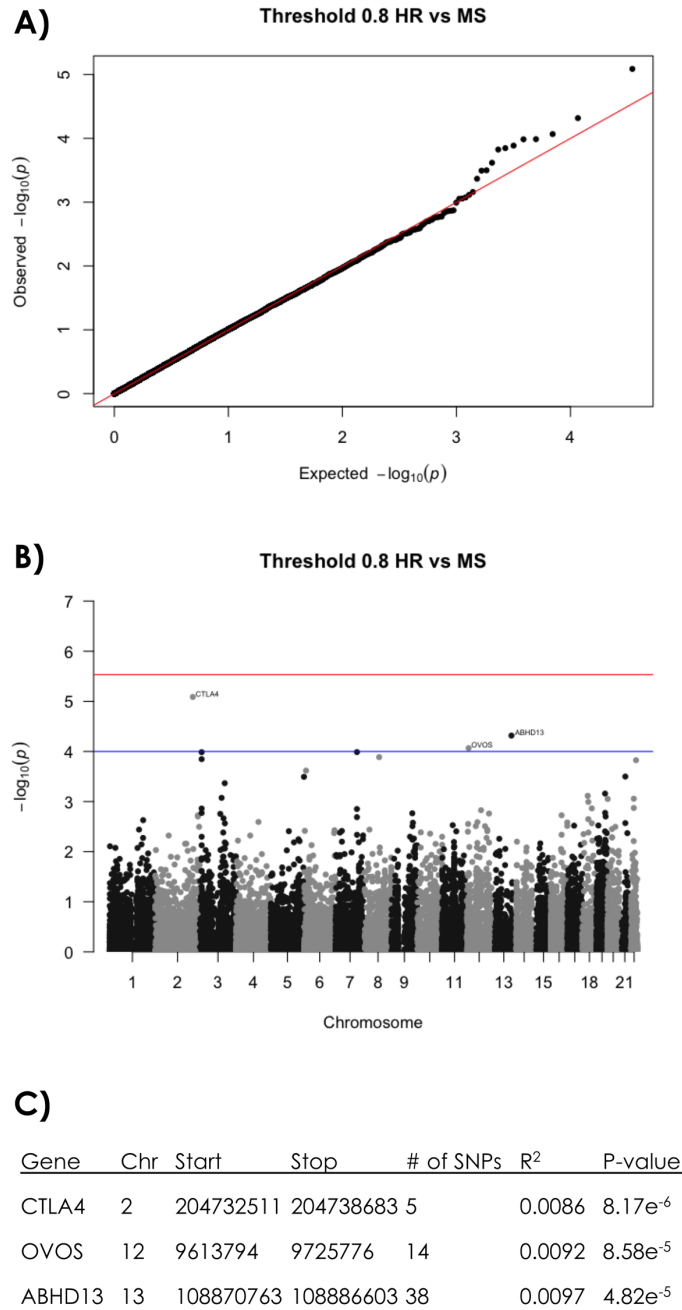 A)
Threshold 0.8 HR vs MS
Observed −log₁₀(p)
5
4
3
2
1
0
0 1 2 3 4
Expected −log₁₀(p)
B)
Threshold 0.8 HR vs MS
−log₁₀(p)
7
6
5
4
3
2
1
0
CTLA4
ABHD13
OVOS
1 2 3 4 5 6 7 8 9 11 13 15 18 21
Chromosome
C)
Gene Chr Start Stop # of SNPs R² P-value
CTLA4 2 204732511 204738683 5 0.0086 8.17e⁻⁶
OVOS 12 9613794 9725776 14 0.0092 8.58e⁻⁵
ABHD13 13 108870763 108886603 38 0.0097 4.82e⁻⁵